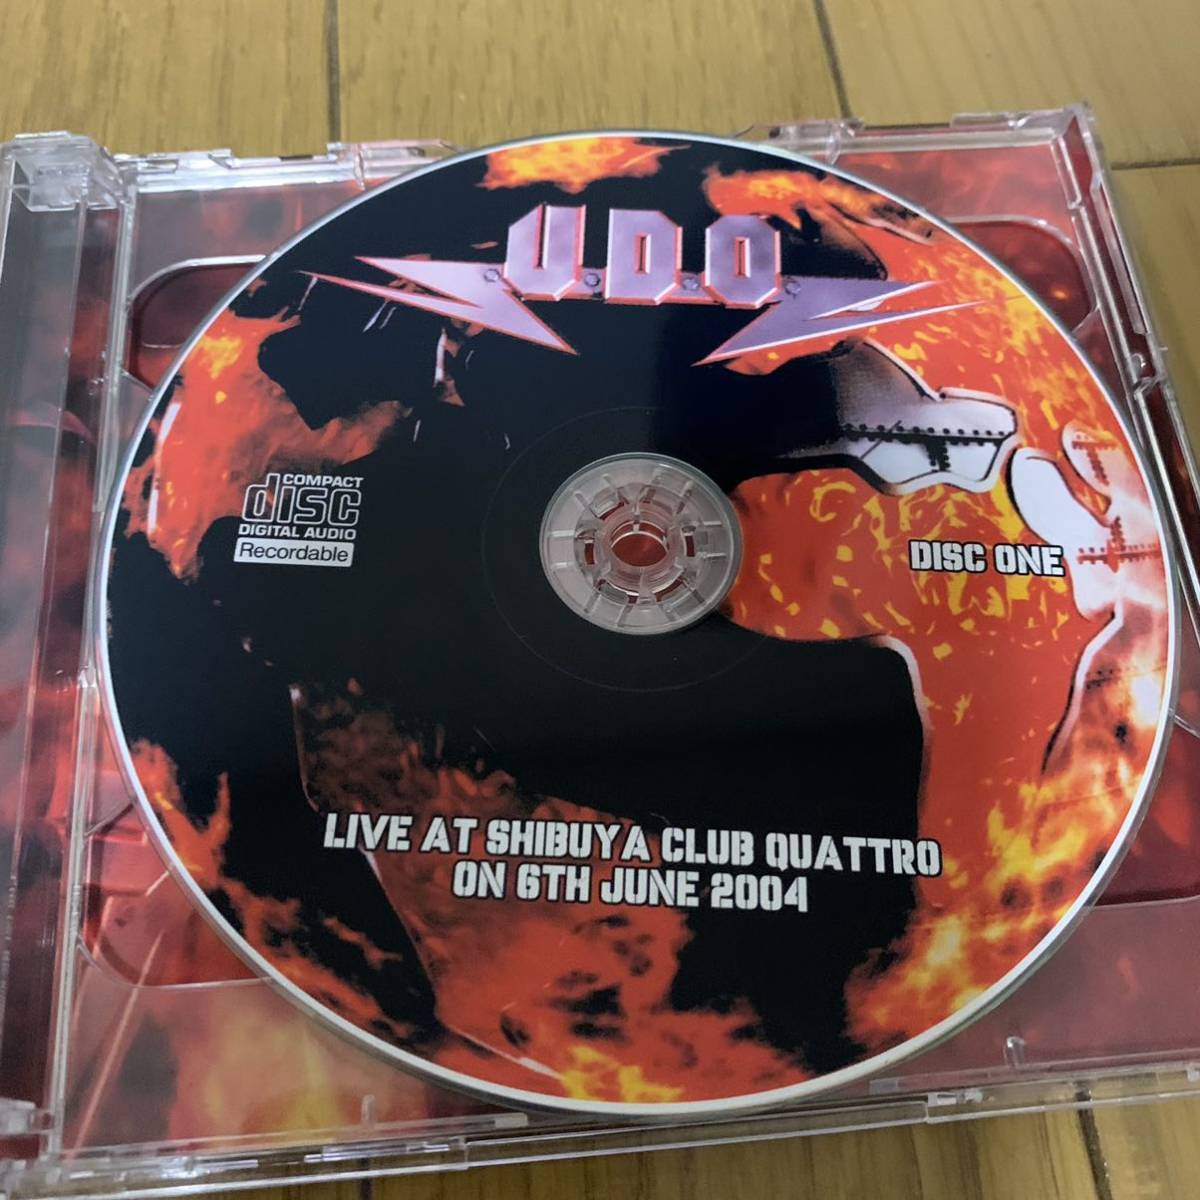 U.D.O.
COMPACT
disc
DIGITAL AUDIO
Recordable
DISC ONE
LIVE AT SHIBUYA CLUB QUATTRO
ON 6TH JUNE 2004